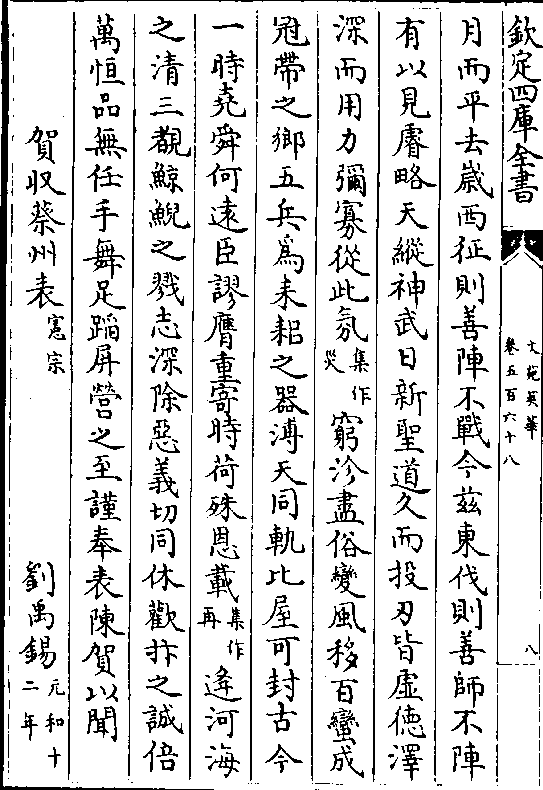 欽定四庫全書
文苑英華
卷五百六十八
八
月而平去嵗西征則善陣不戰今兹東伐則善師不陣
有以見睿略天縱神武日新聖道久而投刃皆虛德澤
深而用力彌寡從此氛集作災窮沴盡俗變風移百蠻成
冠帶之鄉五兵爲耒耜之器溥天同軌比屋可封古今
一時堯舜何遠臣謬膺重寄時荷殊恩載集作再逢河海
之清三覩鯨鯢之戮志深除惡義切同休歡抃之誠倍
萬恒品無任手舞足蹈屏營之至謹奉表陳賀以聞
賀収蔡州表憲宗 劉禹錫元和十二年